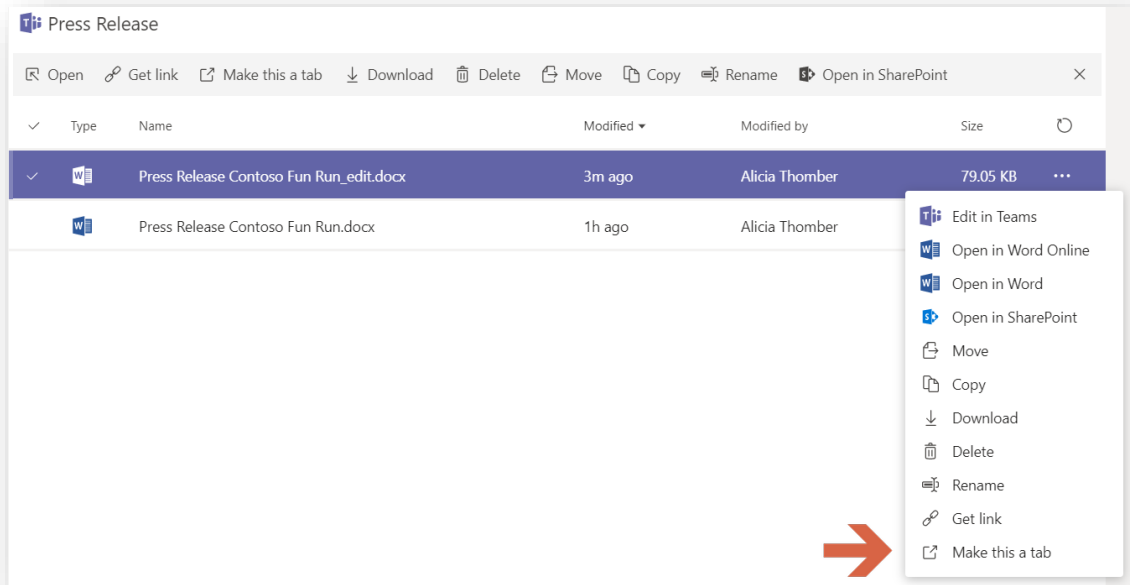 Press Release
Open Get link Make this a tab Download Delete Move Copy Rename Open in SharePoint
Type Name Modified Modified by Size
Press Release Contoso Fun Run_edit.docx 3m ago Alicia Thomber 79.05 KB
Press Release Contoso Fun Run.docx 1h ago Alicia Thomber
Edit in Teams
Open in Word Online
Open in Word
Open in SharePoint
Move
Copy
Download
Delete
Rename
Get link
Make this a tab